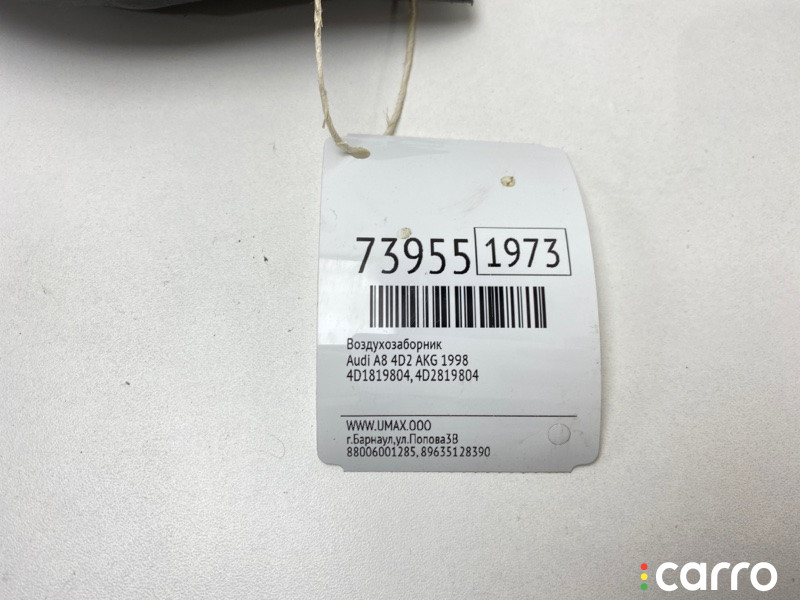 73955 1973
Воздухозаборник
Audi A8 4D2 AKG 1998
4D1819804, 4D2819804
WWW.UMAX.OOO
г.Барнаул,ул.Попова3В
88006001285, 89635128390
carro